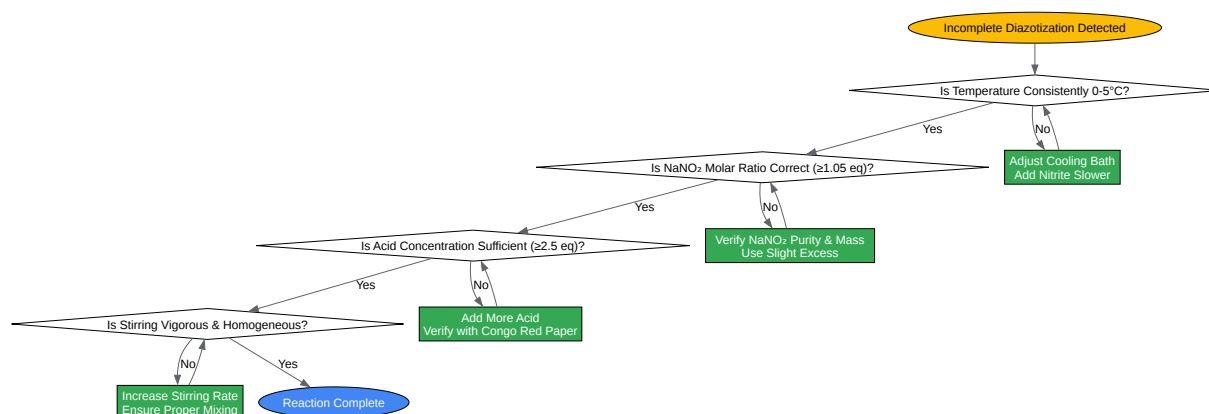 Incomplete Diazotization Detected
Is Temperature Consistently 0-5°C?
Yes
No
Adjust Cooling Bath
Add Nitrite Slower
Is NaNO₂ Molar Ratio Correct (≥1.05 eq)?
Yes
No
Verify NaNO₂ Purity & Mass
Use Slight Excess
Is Acid Concentration Sufficient (≥2.5 eq)?
Yes
No
Add More Acid
Verify with Congo Red Paper
Is Stirring Vigorous & Homogeneous?
No
Yes
Increase Stirring Rate
Ensure Proper Mixing
Reaction Complete